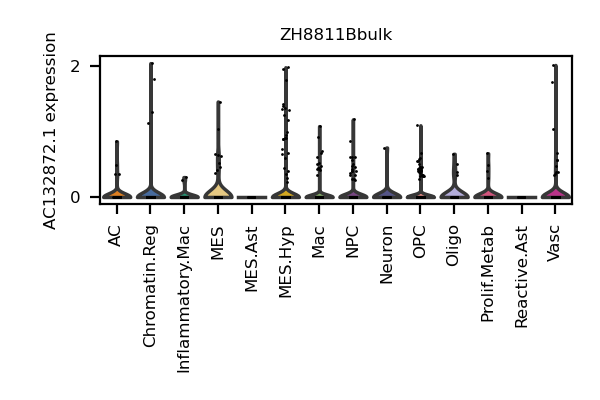 ZH8811Bbulk
AC132872.1 expression
2
0
AC
Chromatin.Reg
Inflammatory.Mac
MES
MES.Ast
MES.Hyp
Mac
NPC
Neuron
OPC
Oligo
Prolif.Metab
Reactive.Ast
Vasc